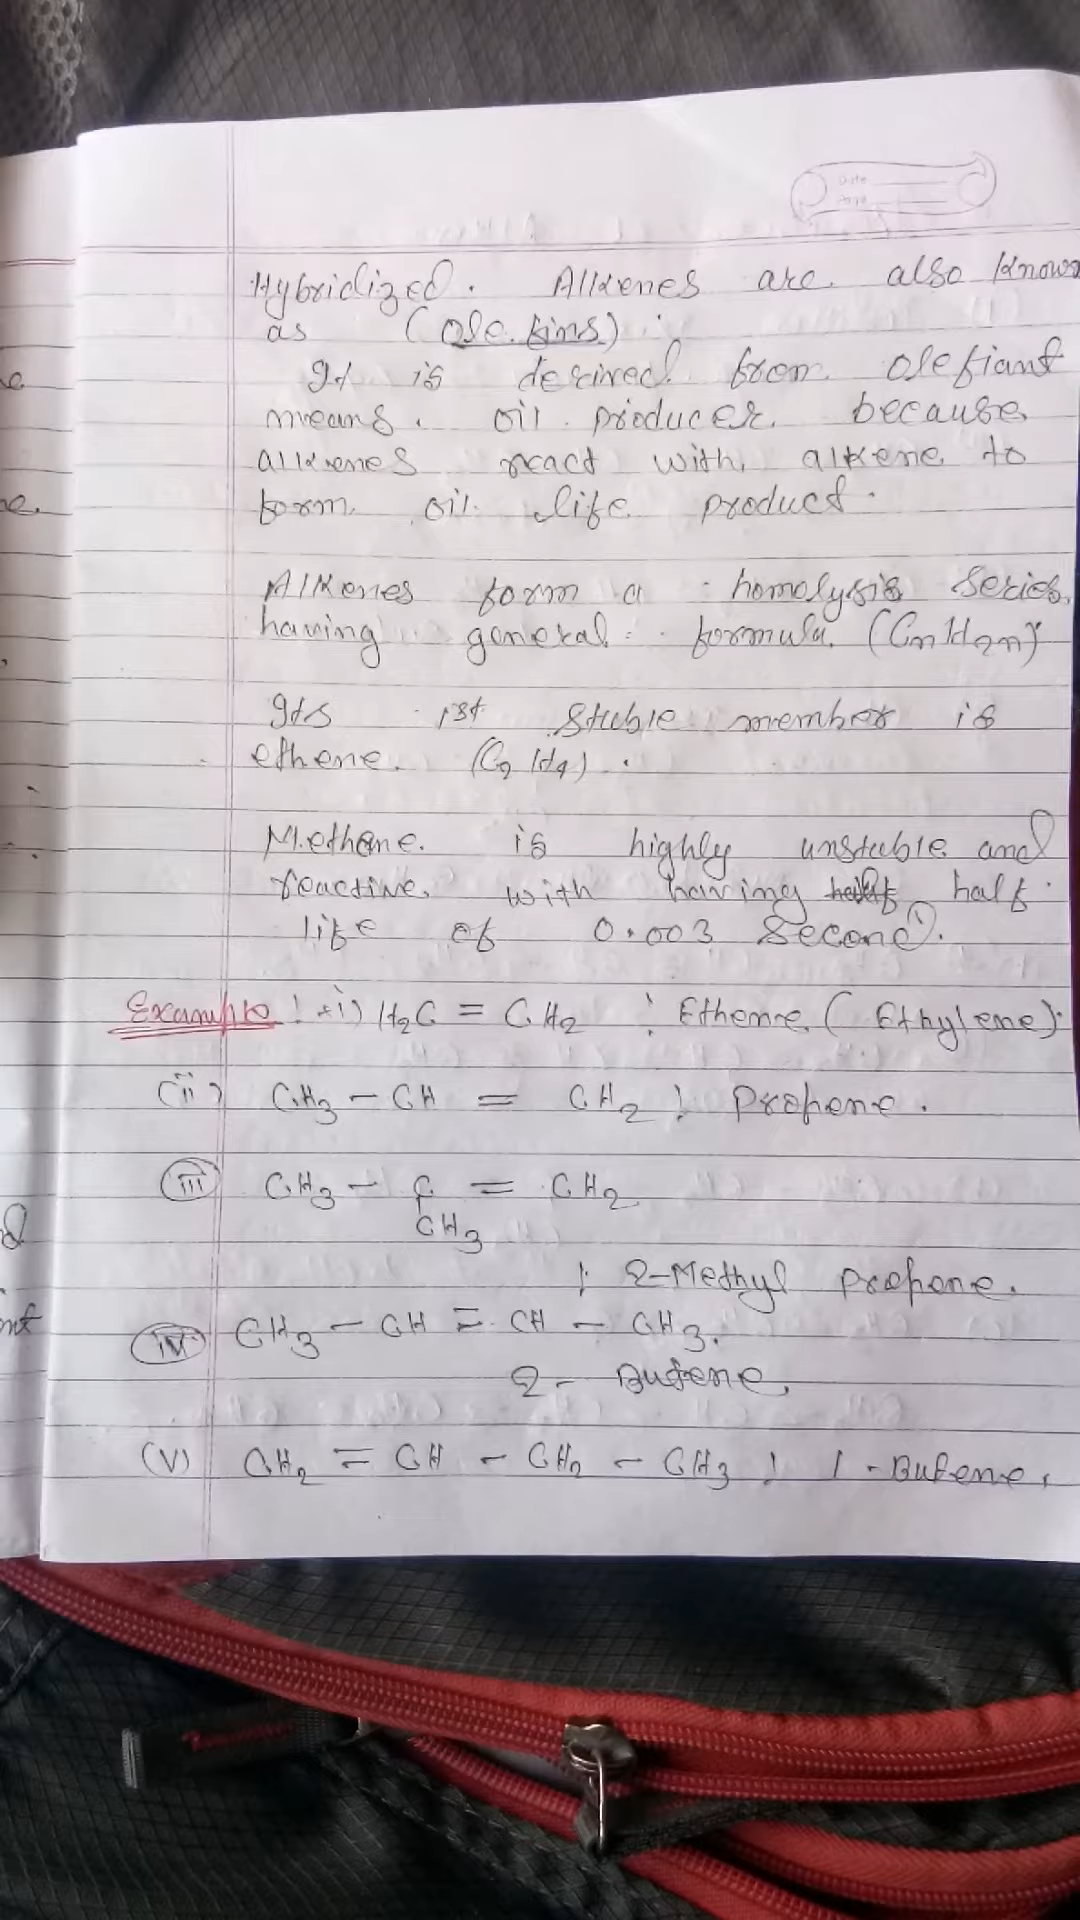 Date
Page
Hybridized. Alkenes are also known
as (Olefins)
It is derived from olefiant
means oil producer because
alkenes react with alkene to
form oil life product.
Alkenes form a homolysis series
having general formula (CnH2n)
Its 1st stable member is
ethene. (C2H4).
Methene is highly unstable and
reactive with having half
life of 0.003 second.
Example : i) H2C = CH2 : Ethene (Ethylene).
(ii) CH3 - CH = CH2 : Propene.
(iii) CH3 - C = CH2
CH3
: 2-Methyl propene.
(iv) CH3 - CH = CH - CH3.
2- Butene.
(v) CH2 = CH - CH2 - CH3 : 1 - Butene.